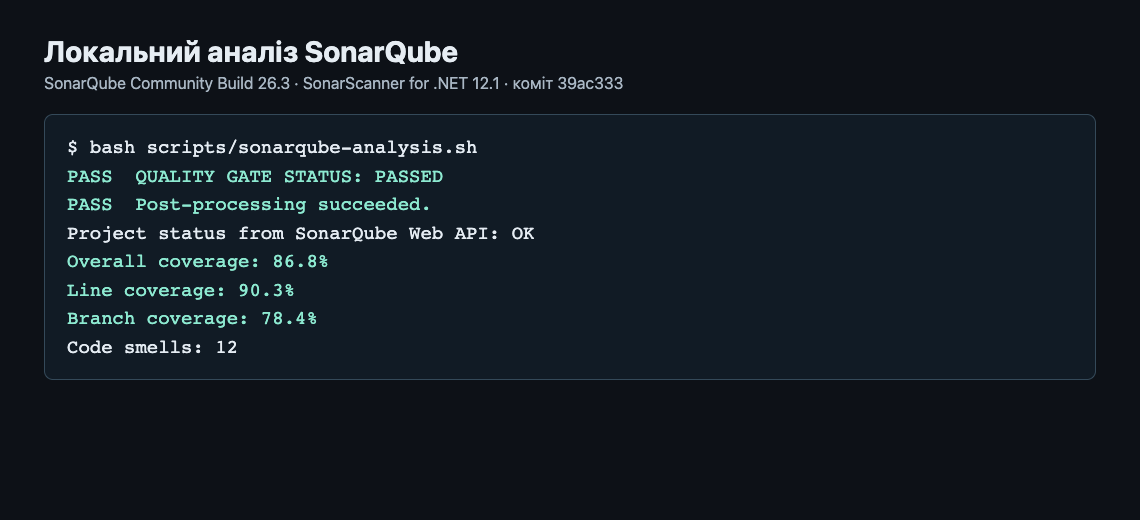 Локальний аналіз SonarQube
SonarQube Community Build 26.3 · SonarScanner for .NET 12.1 · коміт 39ac333
$ bash scripts/sonarqube-analysis.sh
PASS  QUALITY GATE STATUS: PASSED
PASS  Post-processing succeeded.
Project status from SonarQube Web API: OK
Overall coverage: 86.8%
Line coverage: 90.3%
Branch coverage: 78.4%
Code smells: 12